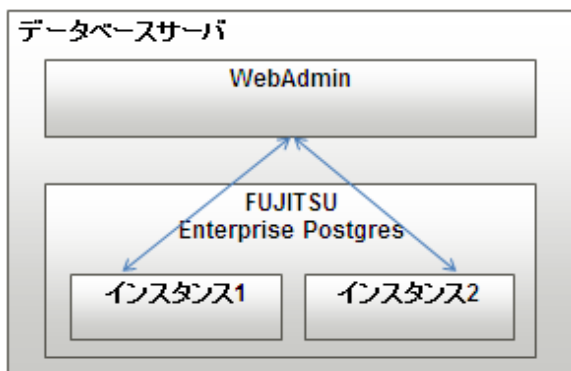 データベースサーバ
WebAdmin
FUJITSU
Enterprise Postgres
インスタンス1
インスタンス2